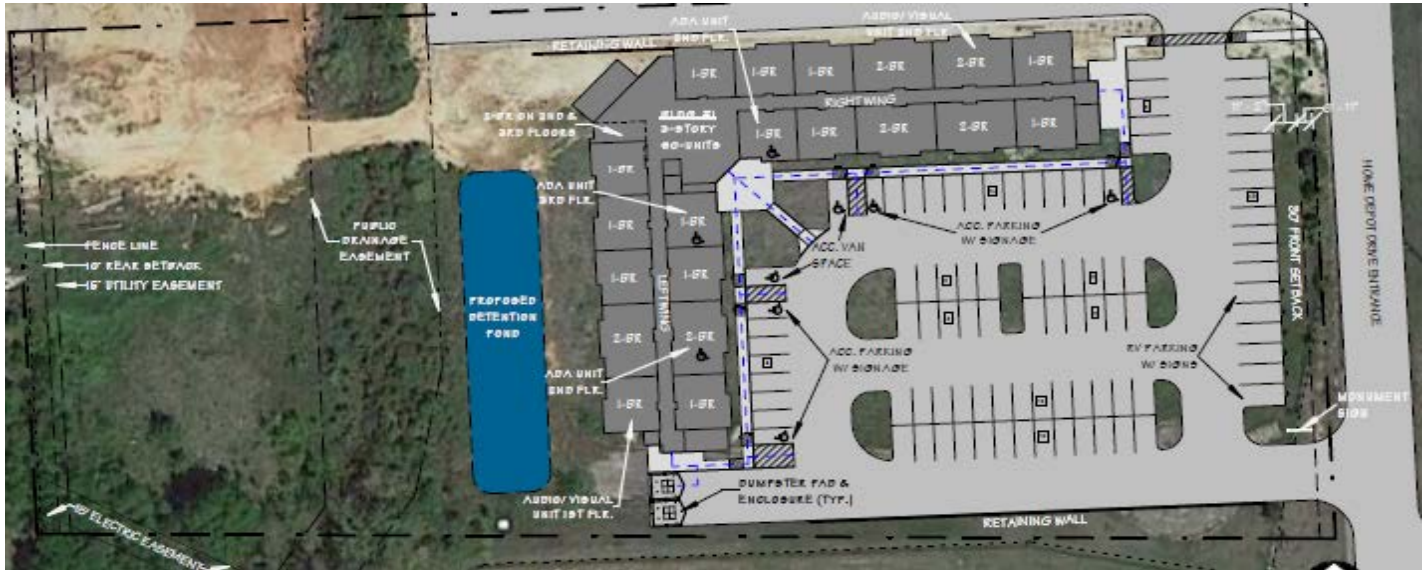 RETAINING WALL
ADA UNIT
2ND FLR.
AUDIO/VISUAL
UNIT 2ND FLR.
1-BR
1-BR
1-BR
2-BR
2-BR
1-BR
RIGHT WING
2-BR ON 2ND &
3RD FLOORS
BLDG #1
3-STORY
60-UNITS
1-BR
1-BR
2-BR
2-BR
1-BR
1-BR
ADA UNIT
3RD FLR.
1-BR
1-BR
1-BR
1-BR
LEFT WING
2-BR
2-BR
1-BR
1-BR
ADA UNIT
2ND FLR.
AUDIO/VISUAL
UNIT 1ST FLR.
FENCE LINE
10' REAR SETBACK
15' UTILITY EASEMENT
PUBLIC
DRAINAGE
EASEMENT
PROPOSED
DETENTION
POND
ELECTRIC EASEMENT
ACC. VAN
SPACE
ACC. PARKING
W/ SIGNAGE
ACC. PARKING
W/ SIGNAGE
RV PARKING
W/ SIGNS
30' FRONT SETBACK
HOME DEPOT DRIVE ENTRANCE
MONUMENT
SIGN
DUMPSTER PAD &
ENCLOSURE (TYP.)
RETAINING WALL